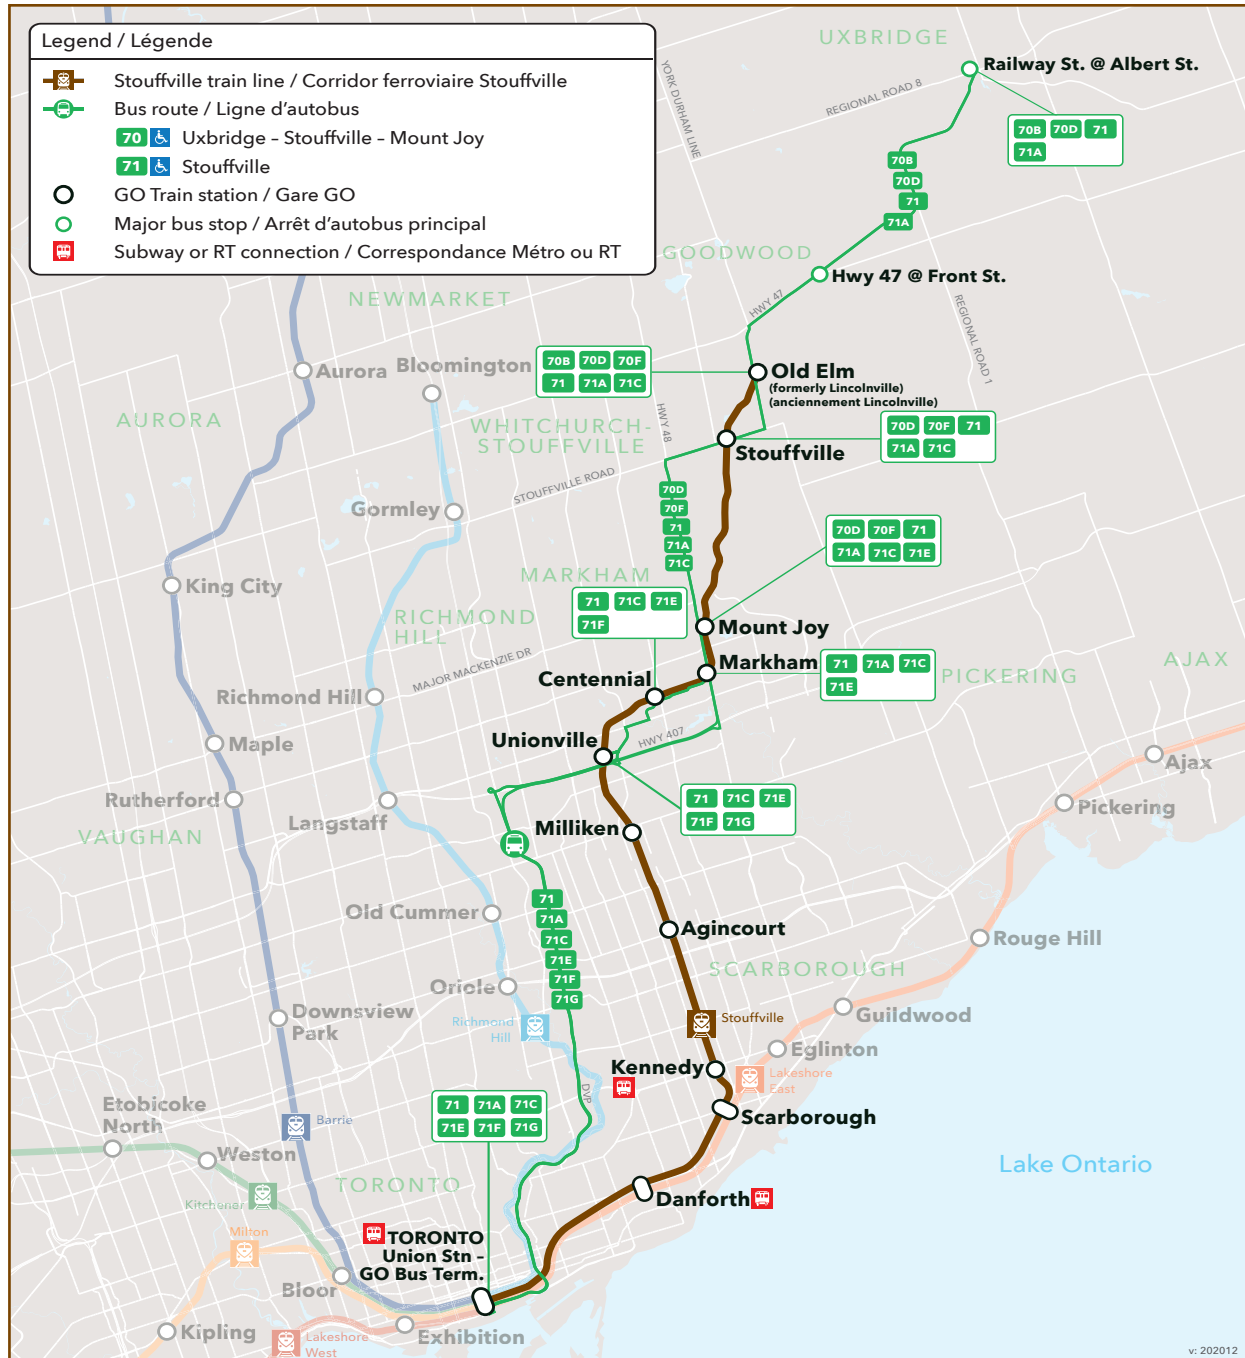 Legend / Légende
Stouffville train line / Corridor ferroviaire Stouffville
Bus route / Ligne d'autobus
70 Uxbridge – Stouffville – Mount Joy
71 Stouffville
GO Train station / Gare GO
Major bus stop / Arrêt d'autobus principal
Subway or RT connection / Correspondance Métro ou RT
UXBRIDGE
Railway St. @ Albert St.
YORK DURHAM LINE
REGIONAL ROAD 8
70B 70D 71
71A
70B
70D
71
71A
GOODWOOD
Hwy 47 @ Front St.
HWY 47
REGIONAL ROAD 1
NEWMARKET
Aurora
Bloomington
70B 70D 70F
71 71A 71C
Old Elm
(formerly Lincolnville)
(anciennement Lincolnville)
AURORA
WHITCHURCH-
STOUFFVILLE
HWY 48
70D 70F 71
71A 71C
Stouffville
STOUFFVILLE ROAD
Gormley
70D
70F
71
71A
71C
70D 70F 71
71A 71C 71E
King City
MARKHAM
71 71C 71E
71F
RICHMOND
HILL
Mount Joy
Markham
71 71A 71C
71E
PICKERING
AJAX
MAJOR MACKENZIE DR
Centennial
Richmond Hill
Unionville
HWY 407
Maple
Ajax
Rutherford
Langstaff
71 71C 71E
71F 71G
Pickering
VAUGHAN
Milliken
71
71A
71C
71E
71F
71G
Old Cummer
Agincourt
Rouge Hill
SCARBOROUGH
Oriole
Downsview
Park
Richmond
Hill
Stouffville
Guildwood
Eglinton
Kennedy
Lakeshore
East
DVP
71 71A 71C
71E 71F 71G
Scarborough
Etobicoke
North
Barrie
Weston
Lake Ontario
TORONTO
Kitchener
Danforth
Milton
TORONTO
Union Stn –
GO Bus Term.
Bloor
Kipling
Lakeshore
West
Exhibition
v: 202012